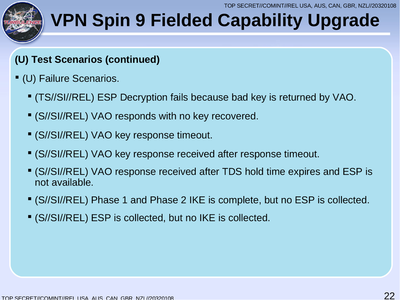 TOP SECRET//COMINT//REL USA, AUS, CAN, GBR, NZL//20320108
VPN Spin 9 Fielded Capability Upgrade
(U) Test Scenarios (continued)
▪ (U) Failure Scenarios.
▪ (TS//SI//REL) ESP Decryption fails because bad key is returned by VAO.
▪ (S//SI//REL) VAO responds with no key recovered.
▪ (S//SI//REL) VAO key response timeout.
▪ (S//SI//REL) VAO key response received after response timeout.
▪ (S//SI//REL) VAO response received after TDS hold time expires and ESP is
not available.
▪ (S//SI//REL) Phase 1 and Phase 2 IKE is complete, but no ESP is collected.
▪ (S//SI//REL) ESP is collected, but no IKE is collected.
TOP SECRET//COMINT//REL USA, AUS, CAN, GBR, NZL//20320108
22